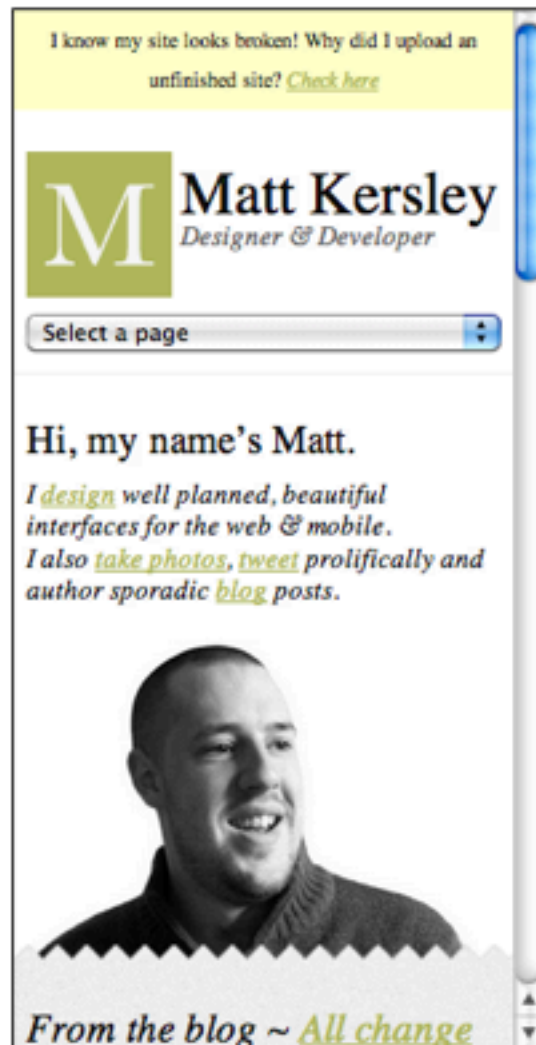 I know my site looks broken! Why did I upload an
unfinished site? Check here
M
Matt Kersley
Designer & Developer
Select a page
Hi, my name's Matt.
I design well planned, beautiful
interfaces for the web & mobile.
I also take photos, tweet prolifically and
author sporadic blog posts.
From the blog ~ All change